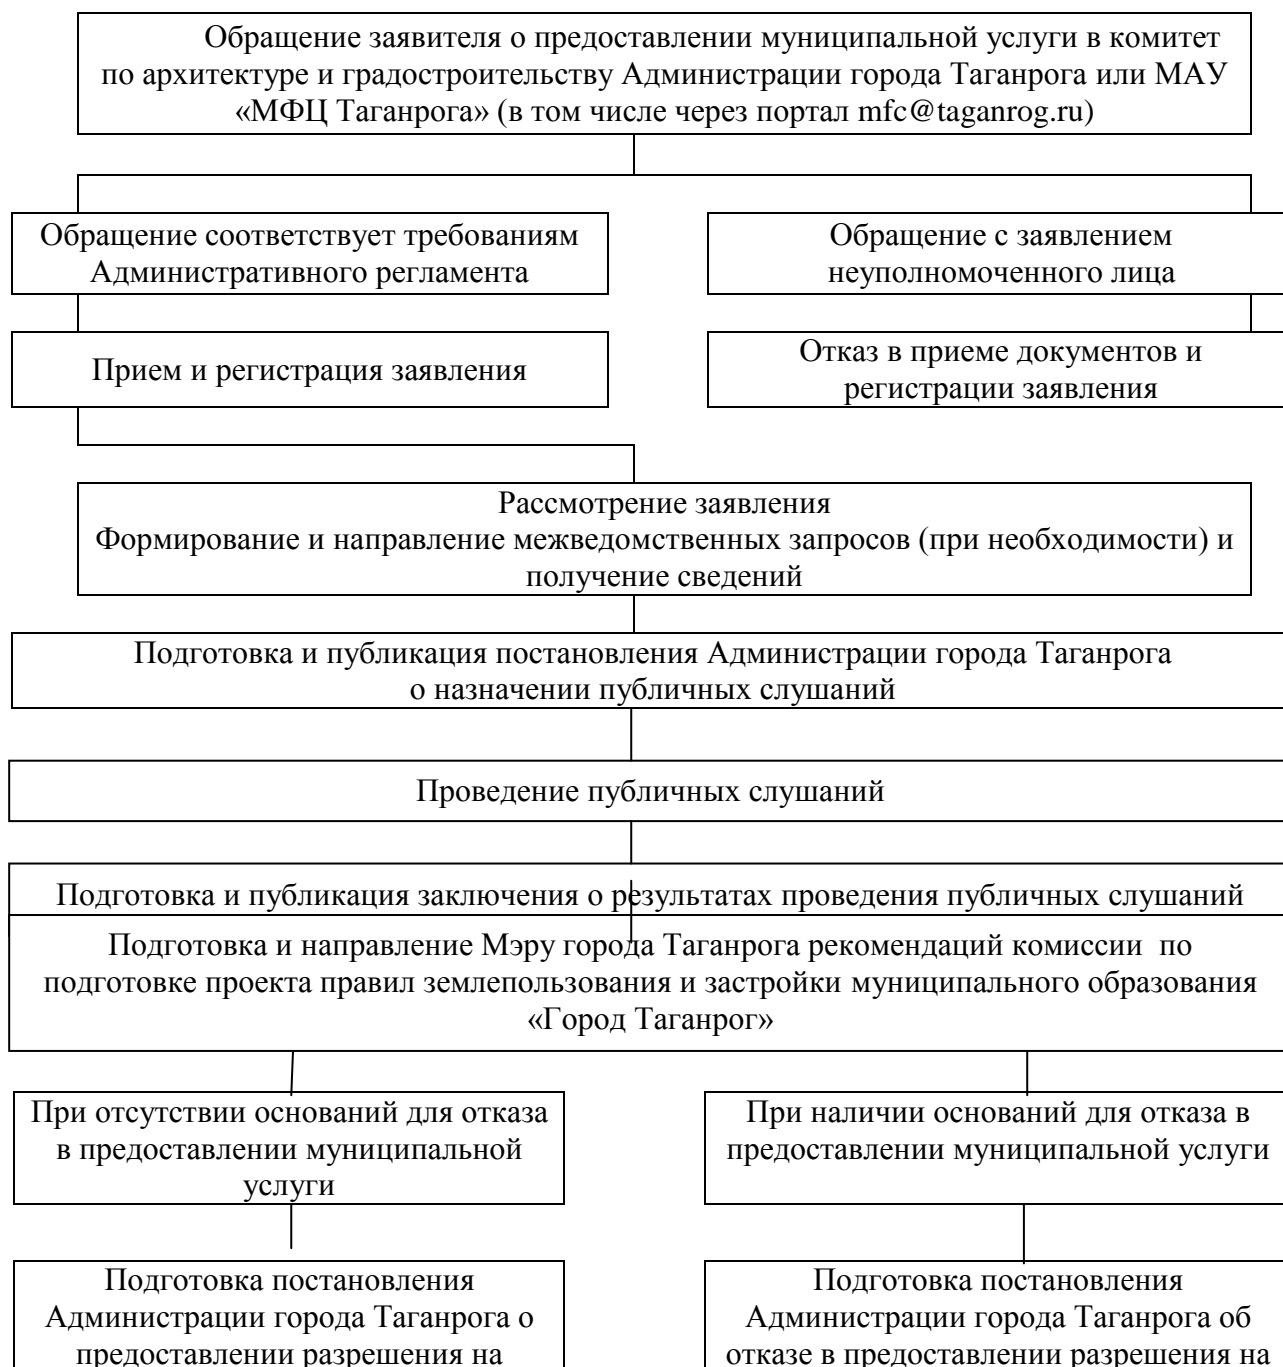 Обращение заявителя о предоставлении муниципальной услуги в комитет
по архитектуре и градостроительству Администрации города Таганрога или МАУ
«МФЦ Таганрога» (в том числе через портал mfc@taganrog.ru)
Обращение соответствует требованиям
Административного регламента
Обращение с заявлением
неуполномоченного лица
Прием и регистрация заявления
Отказ в приеме документов и
регистрации заявления
Рассмотрение заявления
Формирование и направление межведомственных запросов (при необходимости) и
получение сведений
Подготовка и публикация постановления Администрации города Таганрога
о назначении публичных слушаний
Проведение публичных слушаний
Подготовка и публикация заключения о результатах проведения публичных слушаний
Подготовка и направление Мэру города Таганрога рекомендаций комиссии по
подготовке проекта правил землепользования и застройки муниципального образования
«Город Таганрог»
При отсутствии оснований для отказа
в предоставлении муниципальной
услуги
При наличии оснований для отказа в
предоставлении муниципальной услуги
Подготовка постановления
Администрации города Таганрога о
предоставлении разрешения на
Подготовка постановления
Администрации города Таганрога об
отказе в предоставлении разрешения на